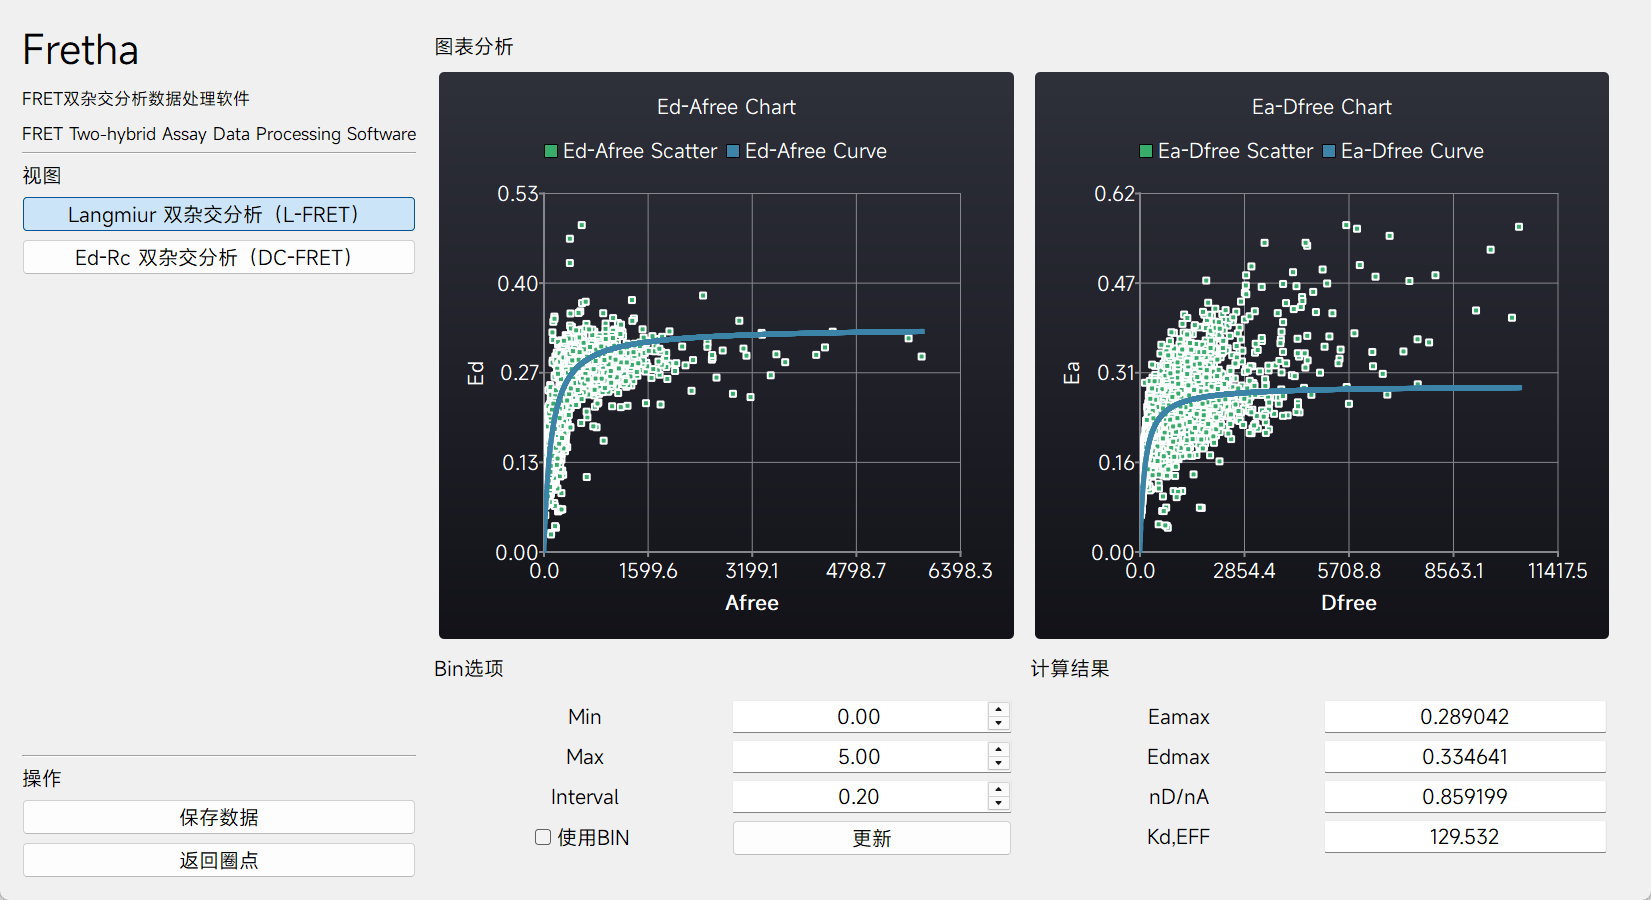 Fretha
FRET双杂交分析数据处理软件
FRET Two-hybrid Assay Data Processing Software
视图
Langmiur 双杂交分析（L-FRET）
Ed-Rc 双杂交分析（DC-FRET）
操作
保存数据
返回圈点
图表分析
Ed-Afree Chart
Ed-Afree Scatter Ed-Afree Curve
0.53
0.40
0.27
0.13
0.00
Ed
0.0 1599.6 3199.1 4798.7 6398.3
Afree
Ea-Dfree Chart
Ea-Dfree Scatter Ea-Dfree Curve
0.62
0.47
0.31
0.16
0.00
Ea
0.0 2854.4 5708.8 8563.1 11417.5
Dfree
Bin选项
Min 0.00
Max 5.00
Interval 0.20
使用BIN 更新
计算结果
Eamax 0.289042
Edmax 0.334641
nD/nA 0.859199
Kd,EFF 129.532